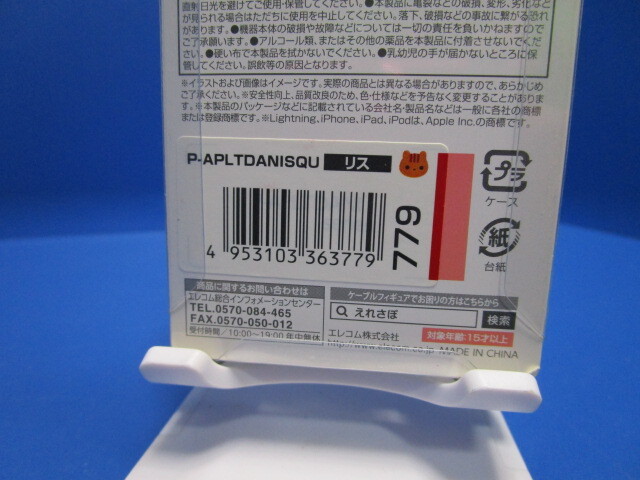 直射日光を避けてご使用・保管してください。●本製品に亀裂などの破損、変形、劣化など
が見られる場合はただちに使用を中止してください。落下、破損などの事故に繋がる恐れ
があります。●機器本体の破損や故障などについては一切の責任を負いかねますので
ご了承願います。●アルコール類、またはその他の薬品を本製品に付着させないでくだ
さい。●硬い布で本製品を拭かないでください。●乳幼児の手が届かないところに保
管してください。誤飲等の原因となります。
※イラストおよび画像はイメージです。実際の商品とは異なる場合がありますので、あらかじめ
ご了承ください。※安全性向上、品質改良のため、色・仕様などを予告なく変更することがありま
す。※本製品のパッケージなどに記載されている会社名・製品名などは一般に各社の商標
または登録商標です。※Lightning、iPhone、iPad、iPodは、Apple Inc.の商標です。
P-APLTDANISQU リス
4 953103 363779
779
プラ
ケース
紙
台紙
商品に関するお問い合わせは
エレコム総合インフォメーションセンター
TEL.0570-084-465
FAX.0570-050-012
受付時間／10:00～19:00 年中無休
ケーブルフィギュアでお困りの方はこちらから
えれさぽ 検索
エレコム株式会社 対象年齢:15才以上
http://www.elecom.co.jp MADE IN CHINA